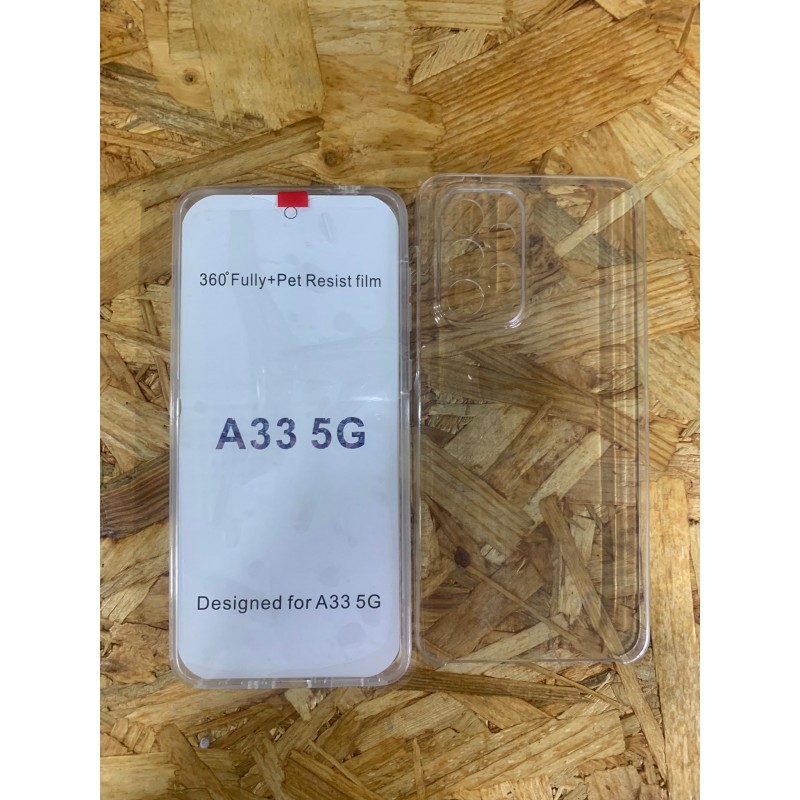 360°Fully+Pet Resist film
A33 5G
Designed for A33 5G